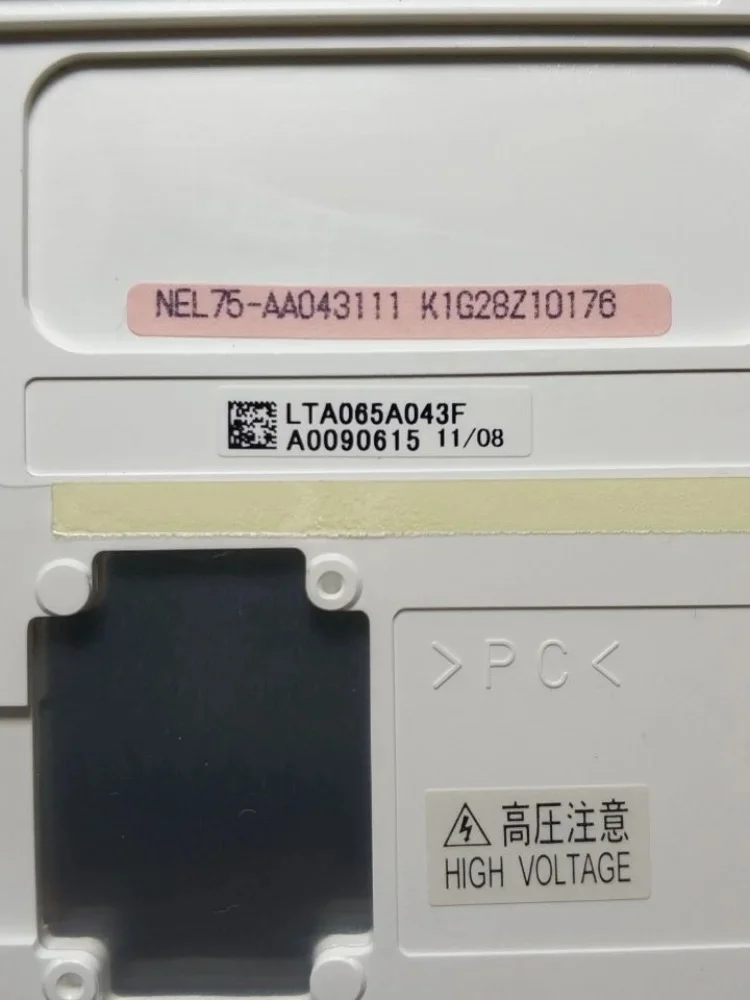 NEL75-AA043111 K1G28Z10176
LTA065A043F
A0090615 11/08
>PC<
高圧注意
HIGH VOLTAGE